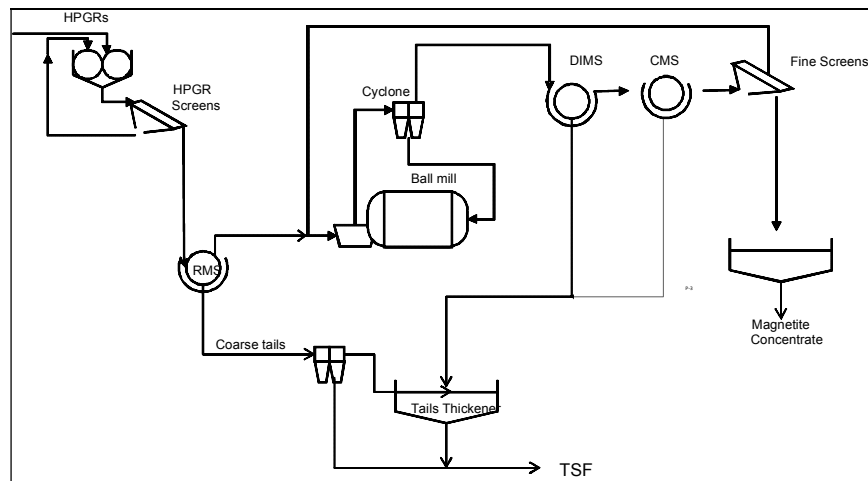 HPGRs
DIMS
CMS
Fine Screens
HPGR
Screens
Cyclone
Ball mill
RMS
Magnetite
Concentrate
Coarse tails
Tails Thickener
TSF